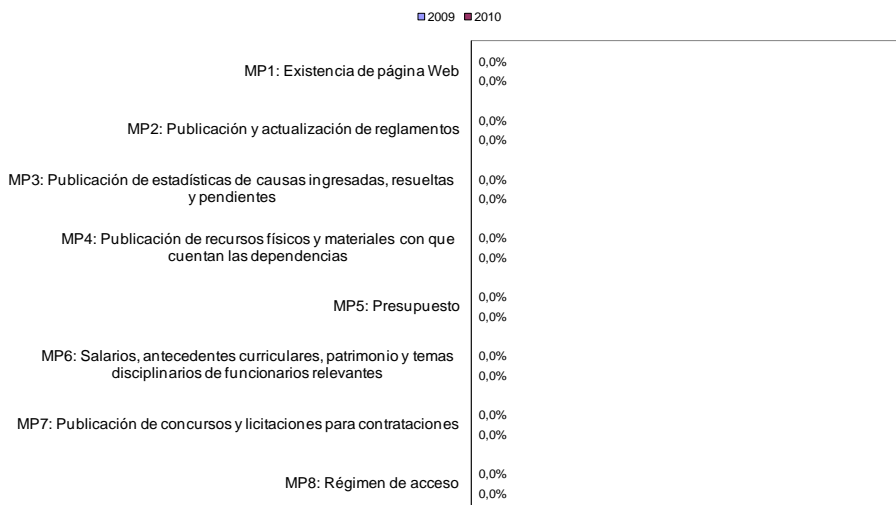 2009 2010
MP1: Existencia de página Web
0,0%
0,0%
MP2: Publicación y actualización de reglamentos
0,0%
0,0%
MP3: Publicación de estadísticas de causas ingresadas, resueltas
y pendientes
0,0%
0,0%
MP4: Publicación de recursos físicos y materiales con que
cuentan las dependencias
0,0%
0,0%
MP5: Presupuesto
0,0%
0,0%
MP6: Salarios, antecedentes curriculares, patrimonio y temas
disciplinarios de funcionarios relevantes
0,0%
0,0%
MP7: Publicación de concursos y licitaciones para contrataciones
0,0%
0,0%
MP8: Régimen de acceso
0,0%
0,0%